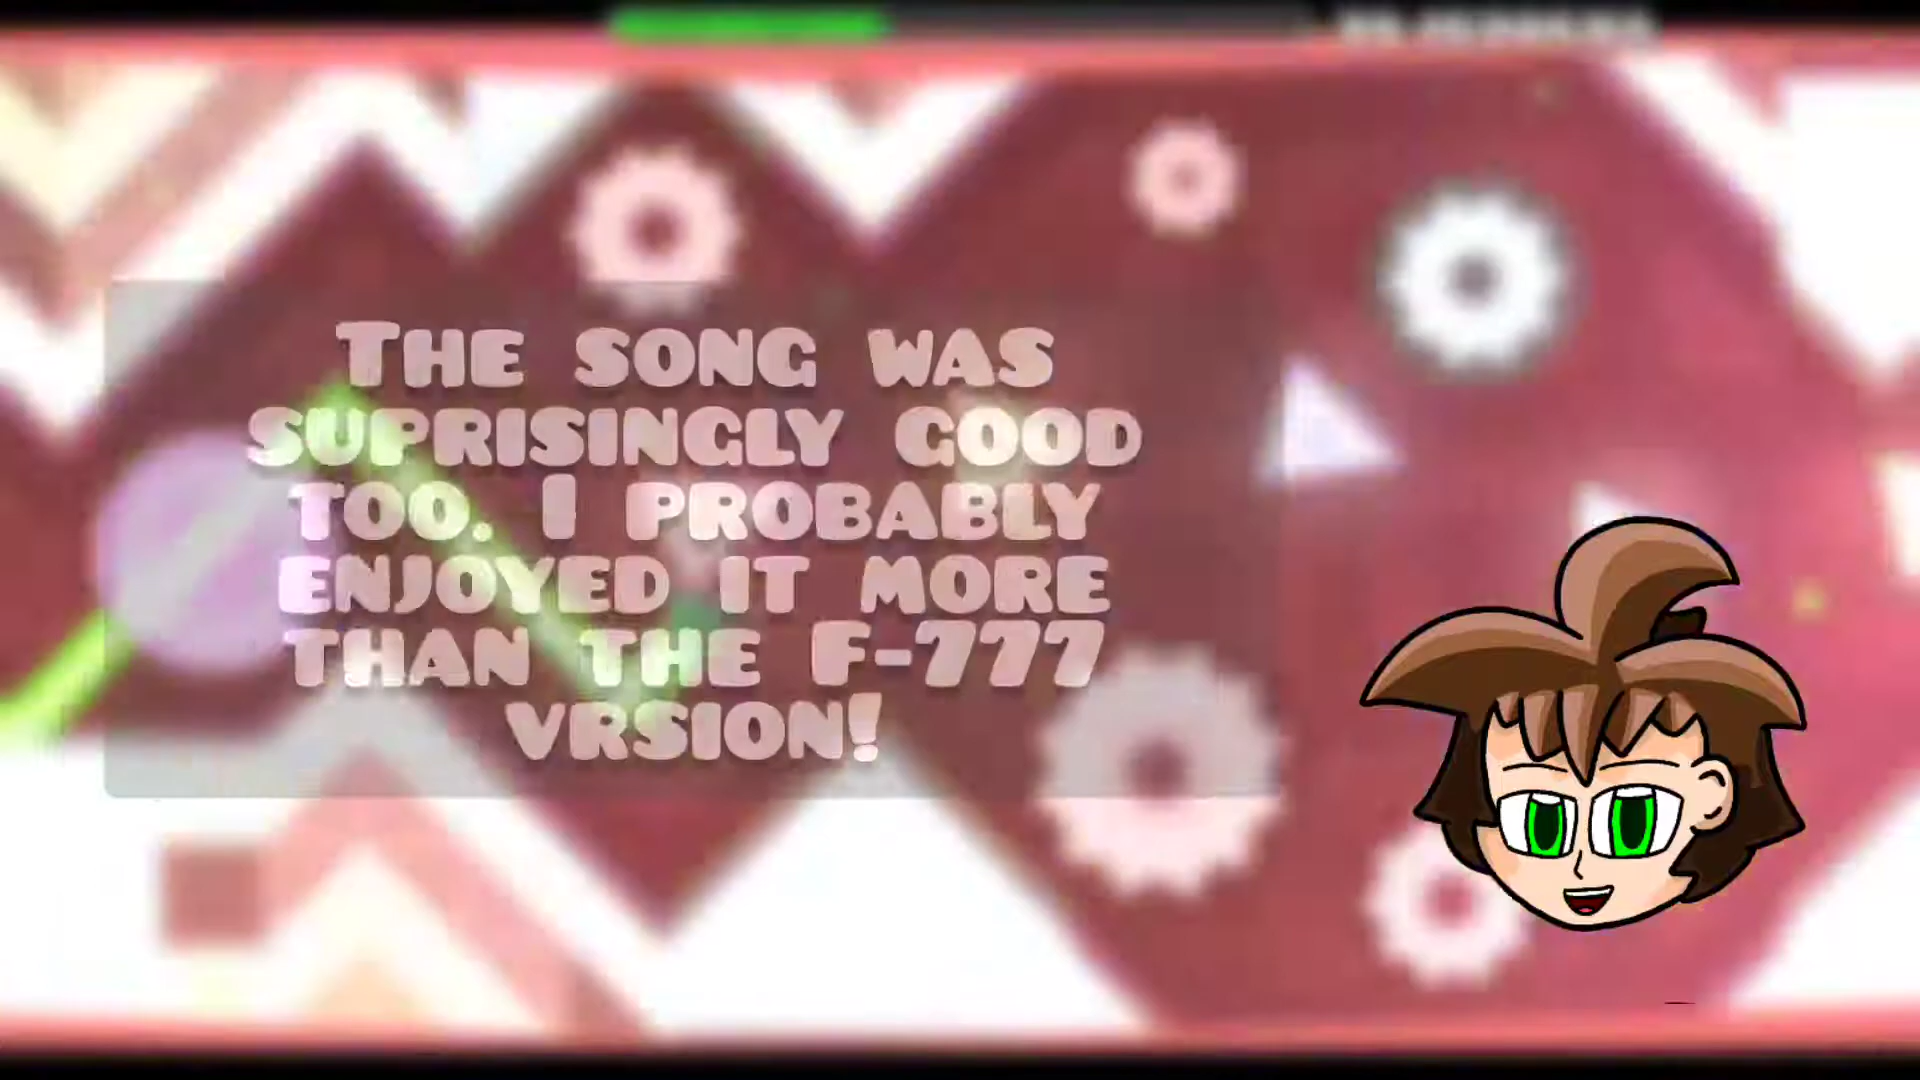 The song was
suprisingly good
too. I probably
enjoyed it more
than the F-777
vrsion!